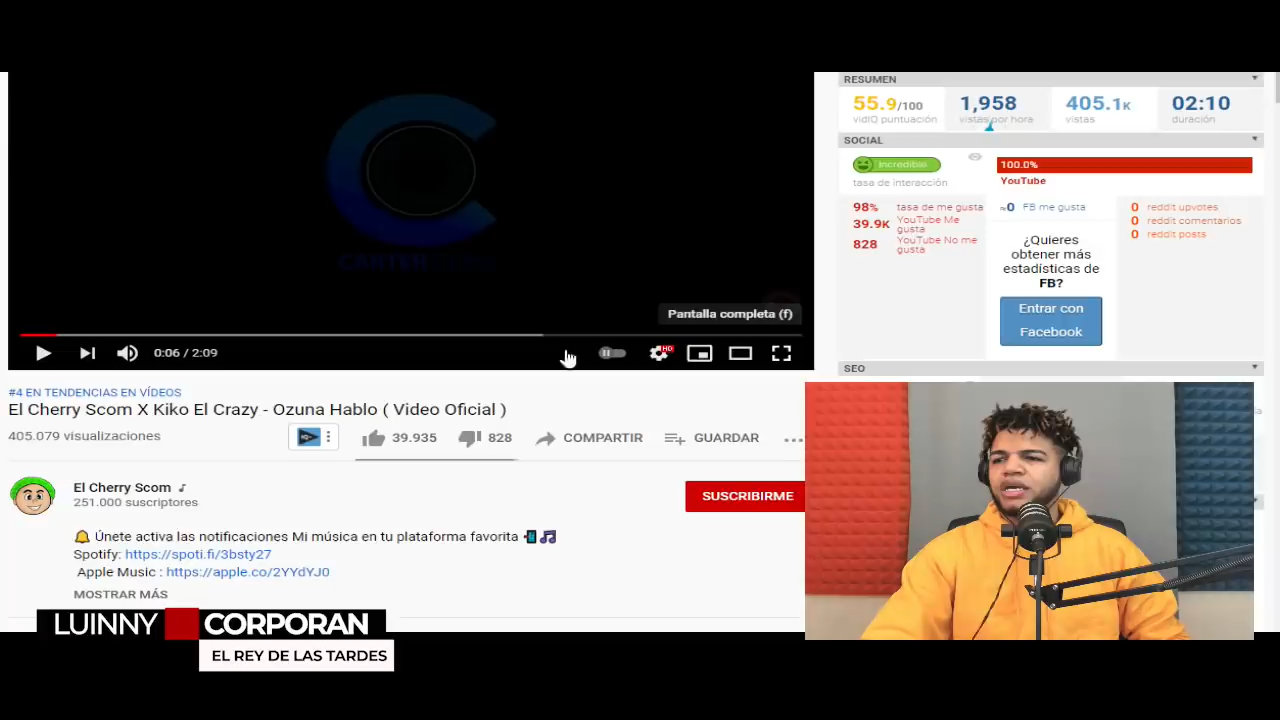 RESUMEN
55.9/100
vidIQ puntuación
1,958
vistas por hora
405.1K
vistas
02:10
duración
SOCIAL
Incredible
tasa de interacción
100.0%
YouTube
98% tasa de me gusta
39.9K YouTube Me gusta
828 YouTube No me gusta
≈0 FB me gusta
¿Quieres
obtener más
estadísticas de
FB?
Entrar con
Facebook
0 reddit upvotes
0 reddit comentarios
0 reddit posts
SEO
Pantalla completa (f)
0:06 / 2:09
HD
#4 EN TENDENCIAS EN VÍDEOS
El Cherry Scom X Kiko El Crazy - Ozuna Hablo ( Video Oficial )
405.079 visualizaciones
39.935
828
COMPARTIR
GUARDAR
El Cherry Scom
251.000 suscriptores
SUSCRIBIRME
🔔 Únete activa las notificaciones Mi música en tu plataforma favorita 📲🎶
Spotify: https://spoti.fi/3bsty27
Apple Music : https://apple.co/2YYdYJ0
MOSTRAR MÁS
LUINNY CORPORAN
EL REY DE LAS TARDES